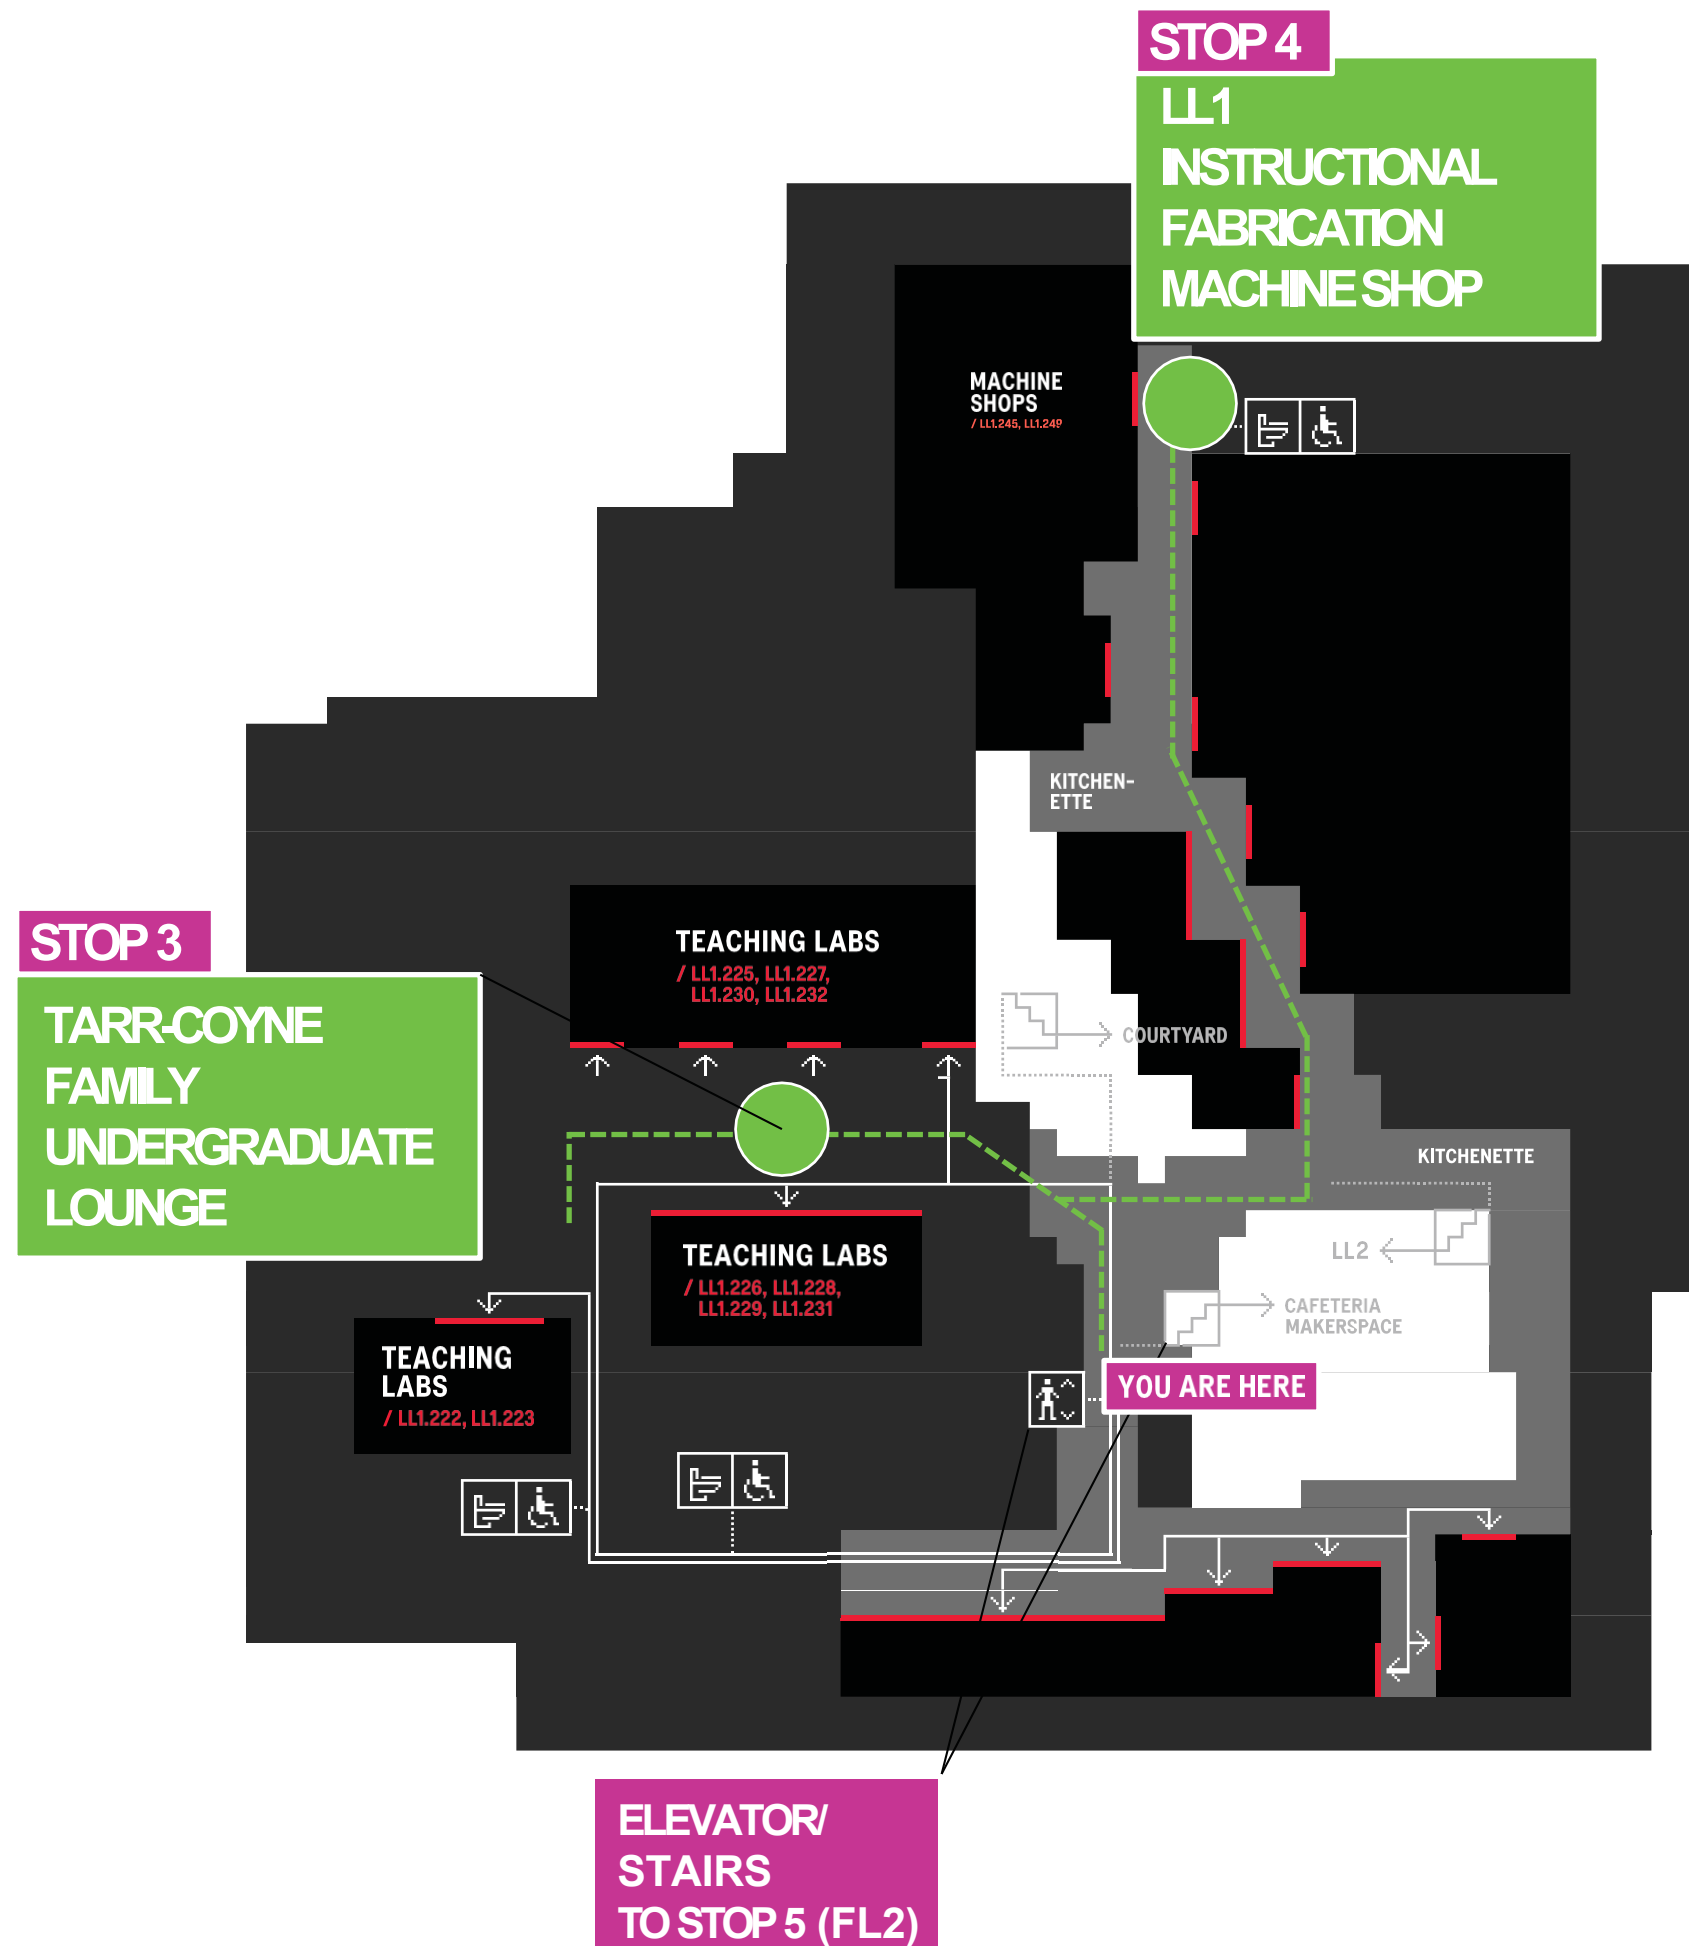 STOP 4
LL1
INSTRUCTIONAL
FABRICATION
MACHINE SHOP
MACHINE
SHOPS
/ LL1.245, LL1.249
KITCHEN-
ETTE
STOP 3
TARR-COYNE
FAMILY
UNDERGRADUATE
LOUNGE
TEACHING LABS
/ LL1.225, LL1.227,
LL1.230, LL1.232
COURTYARD
KITCHENETTE
TEACHING LABS
/ LL1.226, LL1.228,
LL1.229, LL1.231
LL2
CAFETERIA
MAKERSPACE
TEACHING
LABS
/ LL1.222, LL1.223
YOU ARE HERE
ELEVATOR/
STAIRS
TO STOP 5 (FL2)